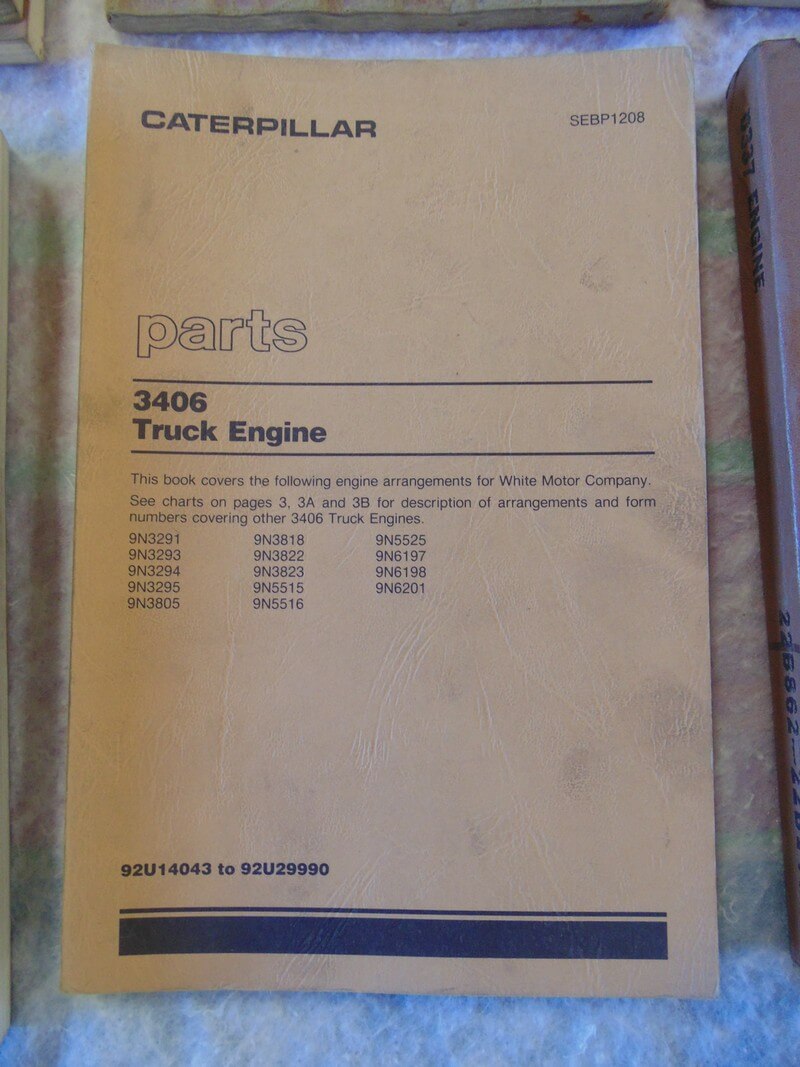 CATERPILLAR
SEBP1208
parts
3406
Truck Engine
This book covers the following engine arrangements for White Motor Company.
See charts on pages 3, 3A and 3B for description of arrangements and form
numbers covering other 3406 Truck Engines.
9N3291 9N3818 9N5525
9N3293 9N3822 9N6197
9N3294 9N3823 9N6198
9N3295 9N5515 9N6201
9N3805 9N5516
92U14043 to 92U29990
ENGINE